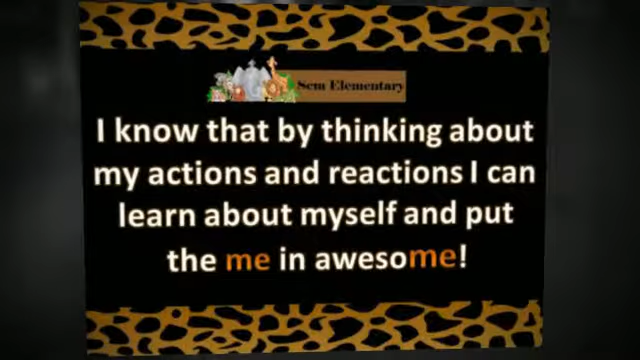 Sem Elementary
I know that by thinking about
my actions and reactions I can
learn about myself and put
the me in awesome!